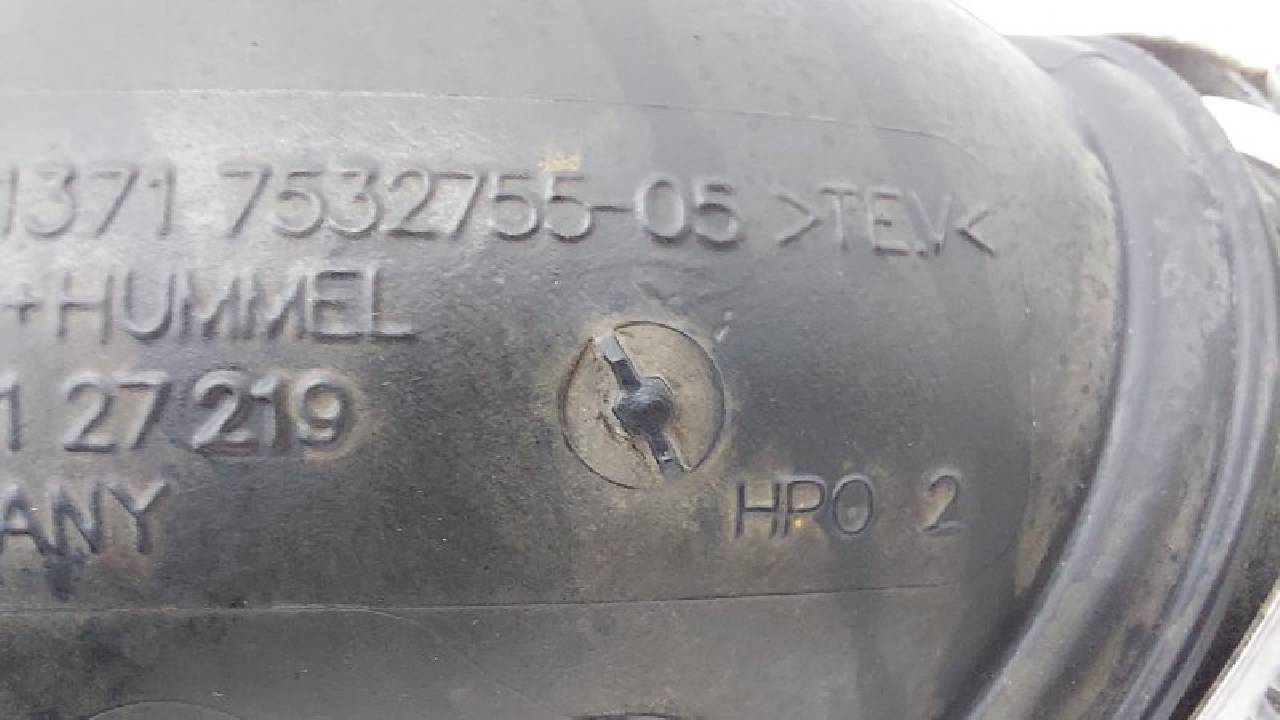 1371 7532755-05 >TEV<
+HUMMEL
1 27 219
ANY
HPO 2